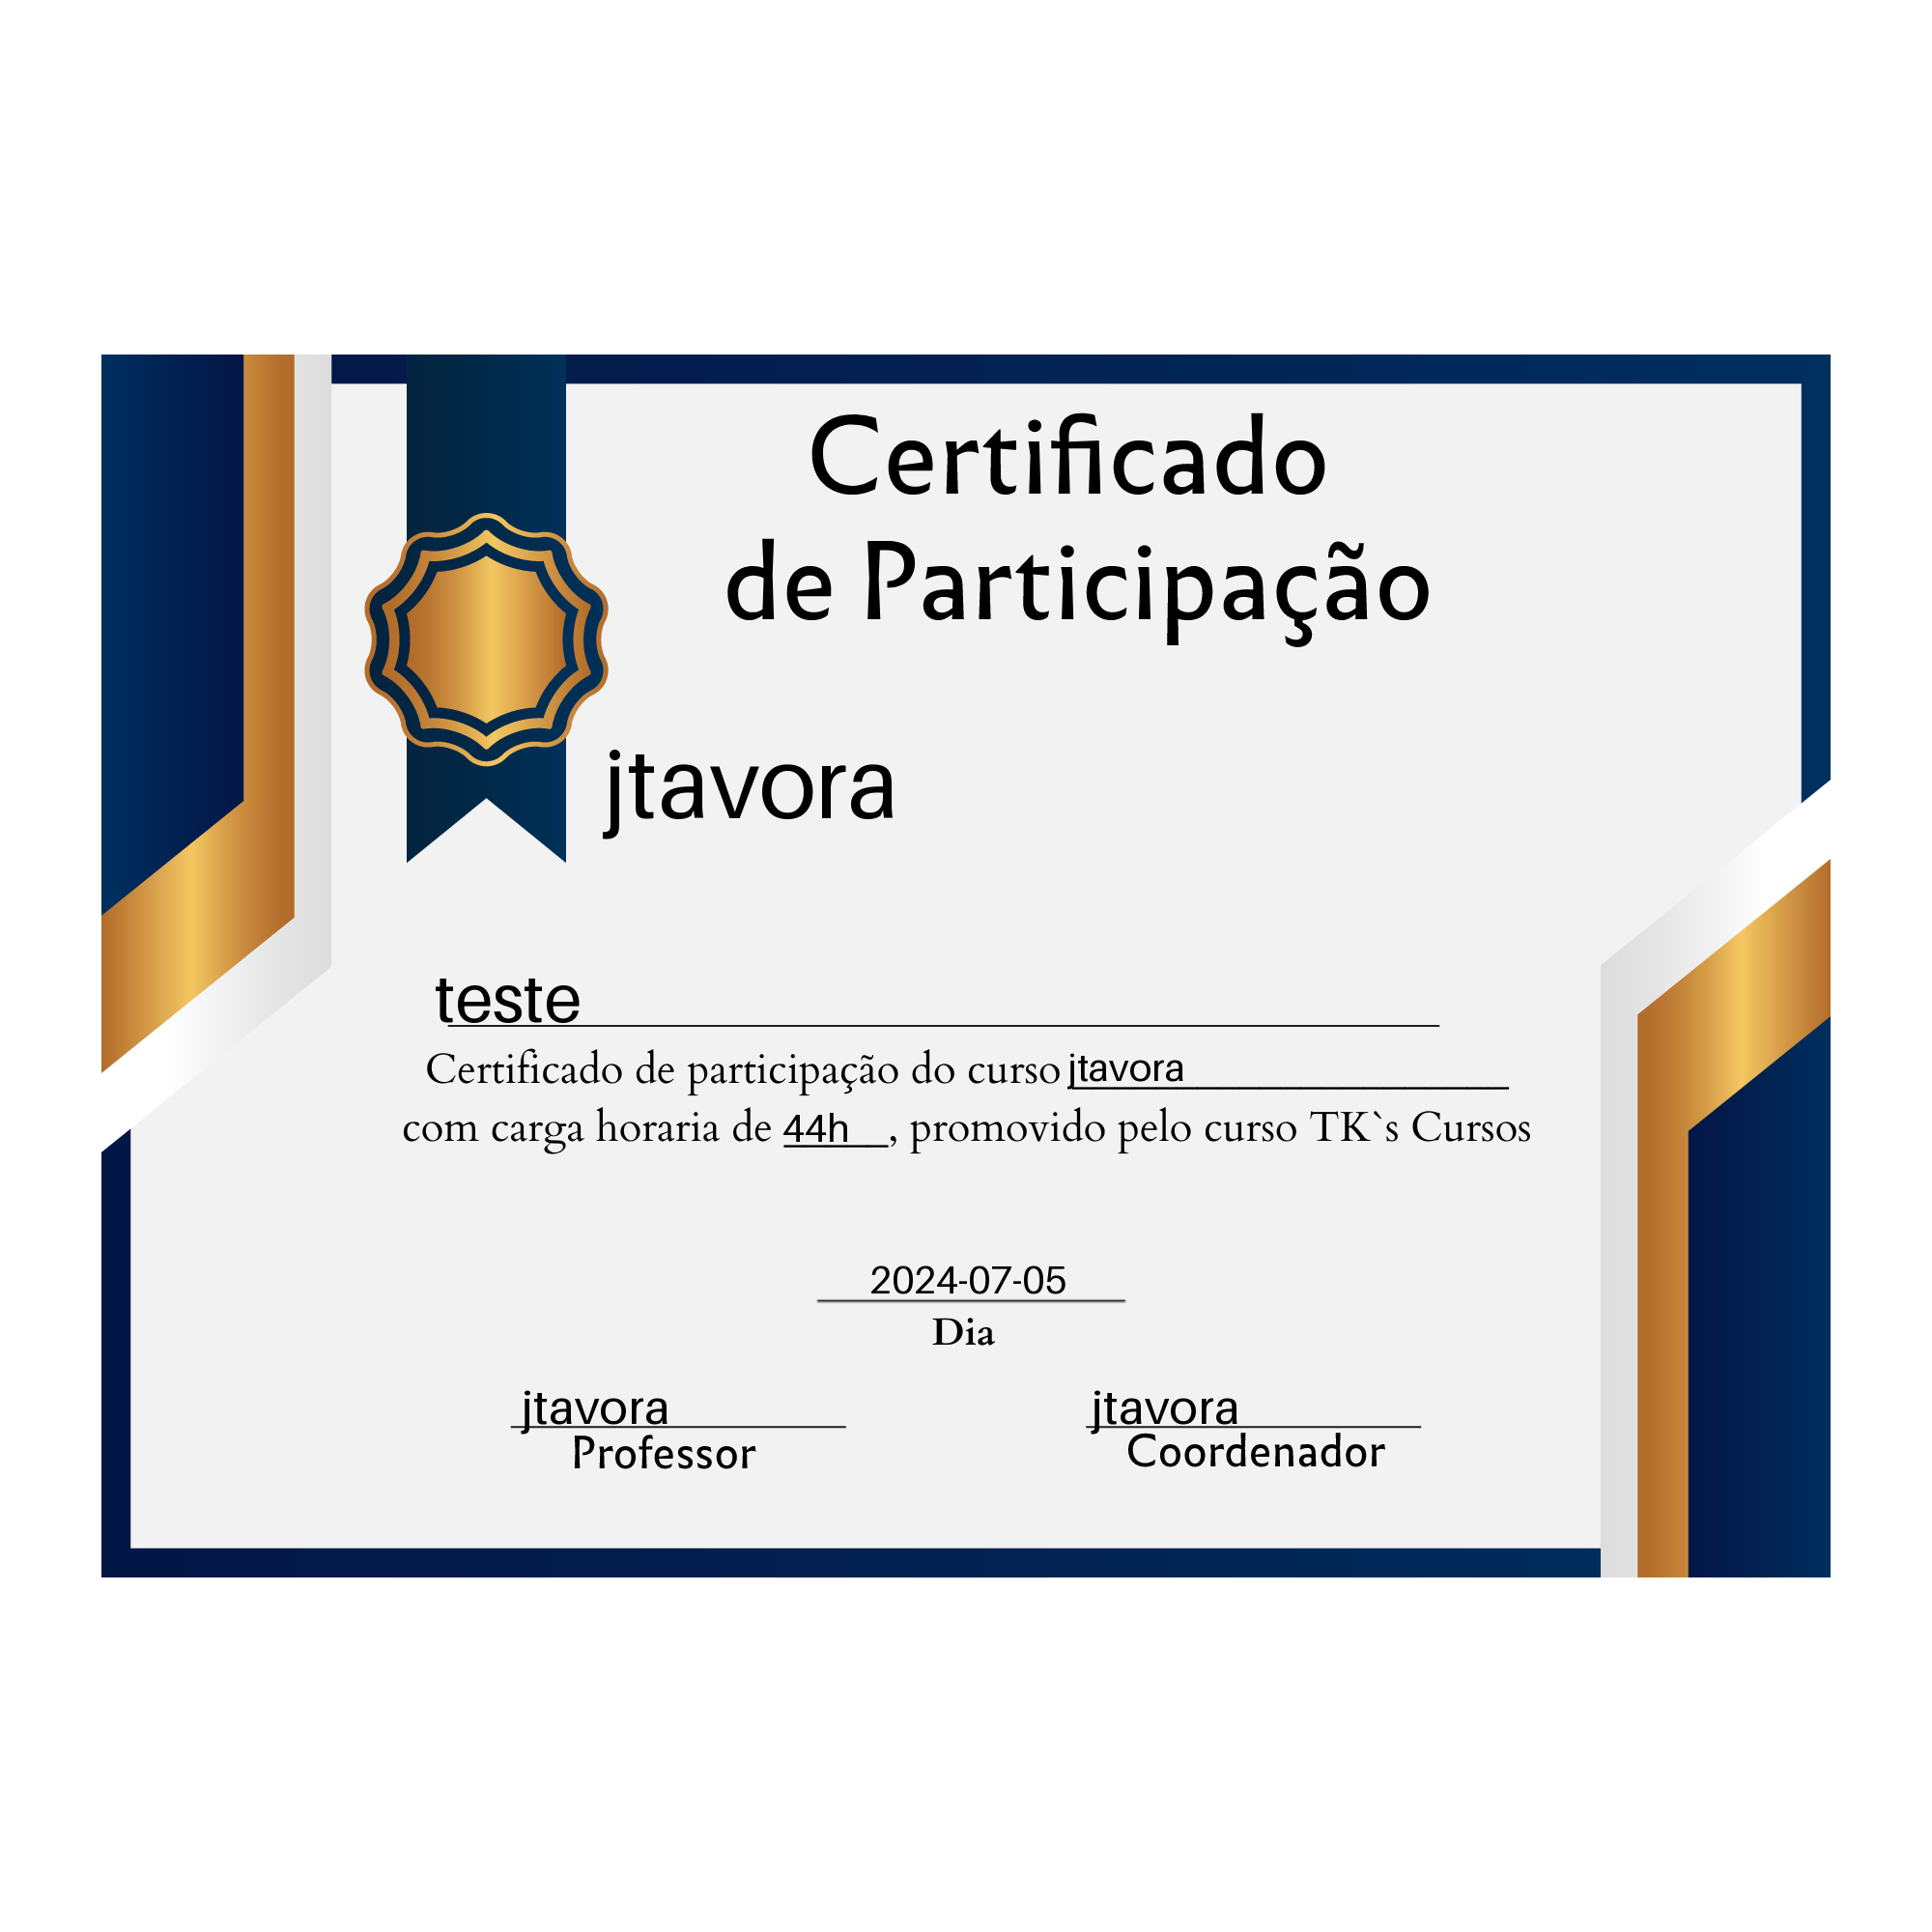 Certificado
de Participação
jtavora
teste
Certificado de participação do curso jtavora
com carga horaria de 44h, promovido pelo curso TK`s Cursos
2024-07-05
Dia
jtavora jtavora
Professor Coordenador